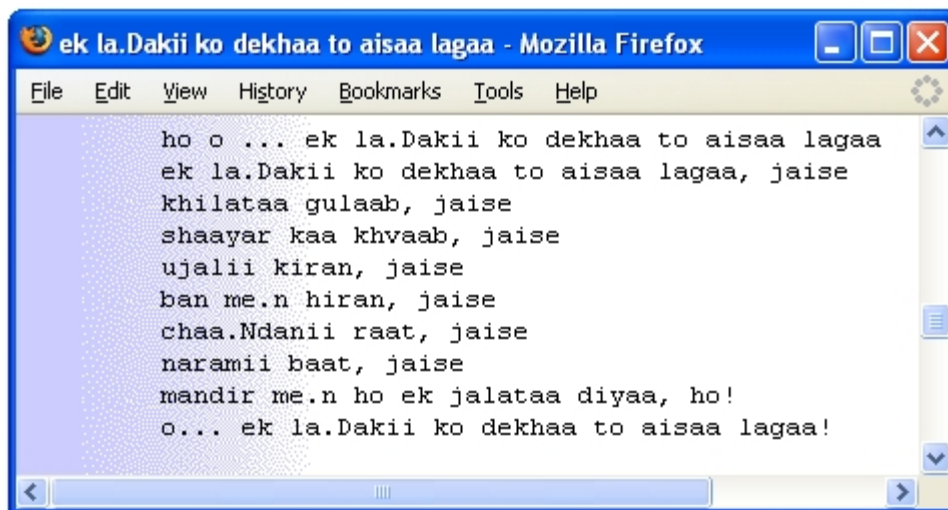 ek la.Dakii ko dekhaa to aisaa lagaa - Mozilla Firefox
File Edit View History Bookmarks Tools Help
ho o ... ek la.Dakii ko dekhaa to aisaa lagaa
ek la.Dakii ko dekhaa to aisaa lagaa, jaise
khilataa gulaab, jaise
shaayar kaa khvaab, jaise
ujalii kiran, jaise
ban me.n hiran, jaise
chaa.Ndanii raat, jaise
naramii baat, jaise
mandir me.n ho ek jalataa diyaa, ho!
o... ek la.Dakii ko dekhaa to aisaa lagaa!